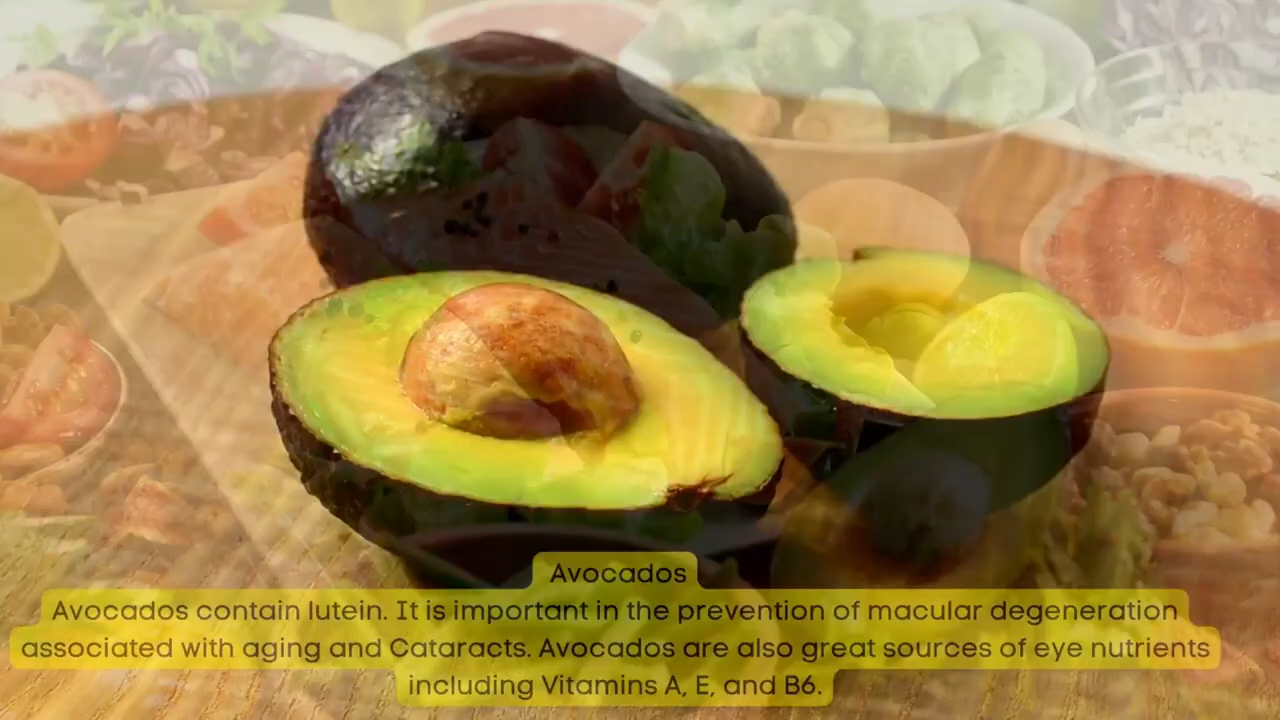 Avocados
Avocados contain lutein. It is important in the prevention of macular degeneration
associated with aging and Cataracts. Avocados are also great sources of eye nutrients
including Vitamins A, E, and B6.